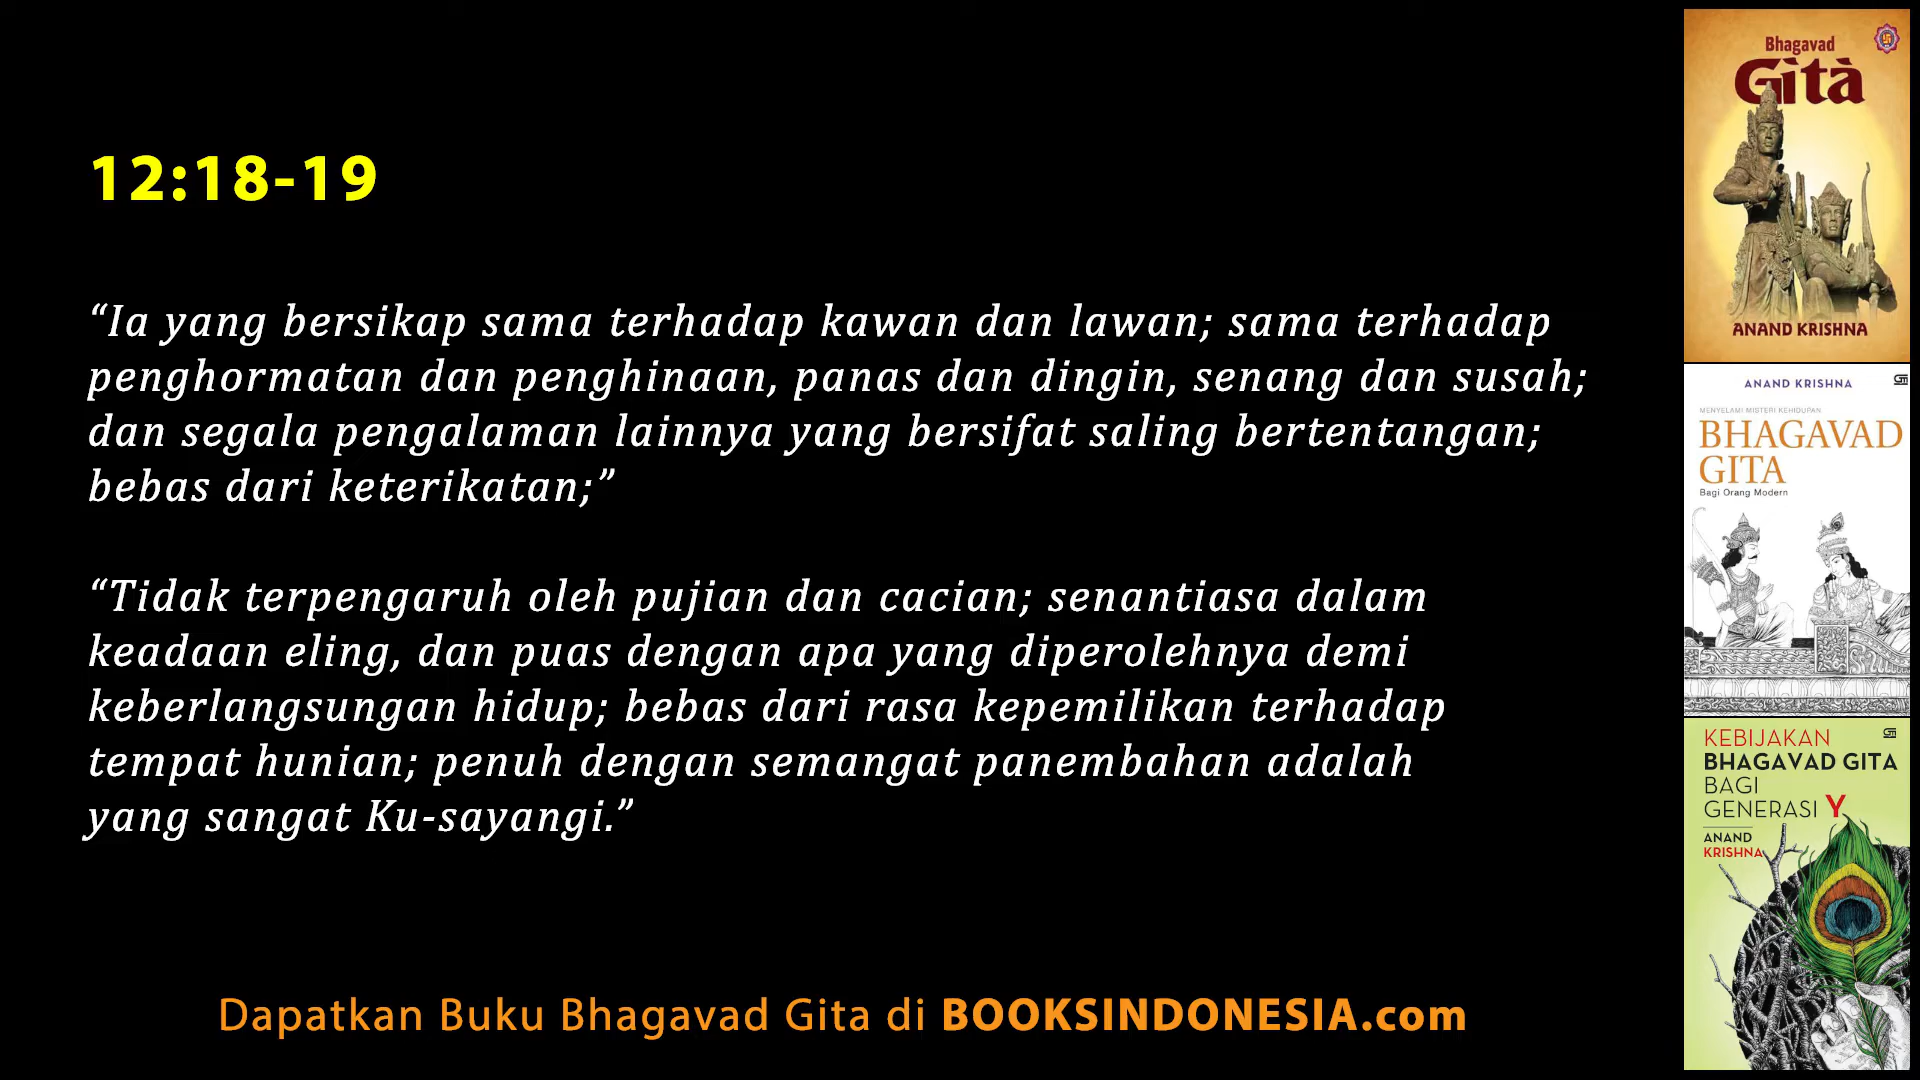 12:18-19
“Ia yang bersikap sama terhadap kawan dan lawan; sama terhadap
penghormatan dan penghinaan, panas dan dingin, senang dan susah;
dan segala pengalaman lainnya yang bersifat saling bertentangan;
bebas dari keterikatan;”
“Tidak terpengaruh oleh pujian dan cacian; senantiasa dalam
keadaan eling, dan puas dengan apa yang diperolehnya demi
keberlangsungan hidup; bebas dari rasa kepemilikan terhadap
tempat hunian; penuh dengan semangat panembahan adalah
yang sangat Ku-sayangi.”
Dapatkan Buku Bhagavad Gita di BOOKSINDONESIA.com
Bhagavad
Gità
ANAND KRISHNA
ANAND KRISHNA
MENYELAMI MISTERI KEHIDUPAN
BHAGAVAD
GITA
Bagi Orang Modern
KEBIJAKAN
BHAGAVAD GITA
BAGI
GENERASI Y
ANAND
KRISHNA